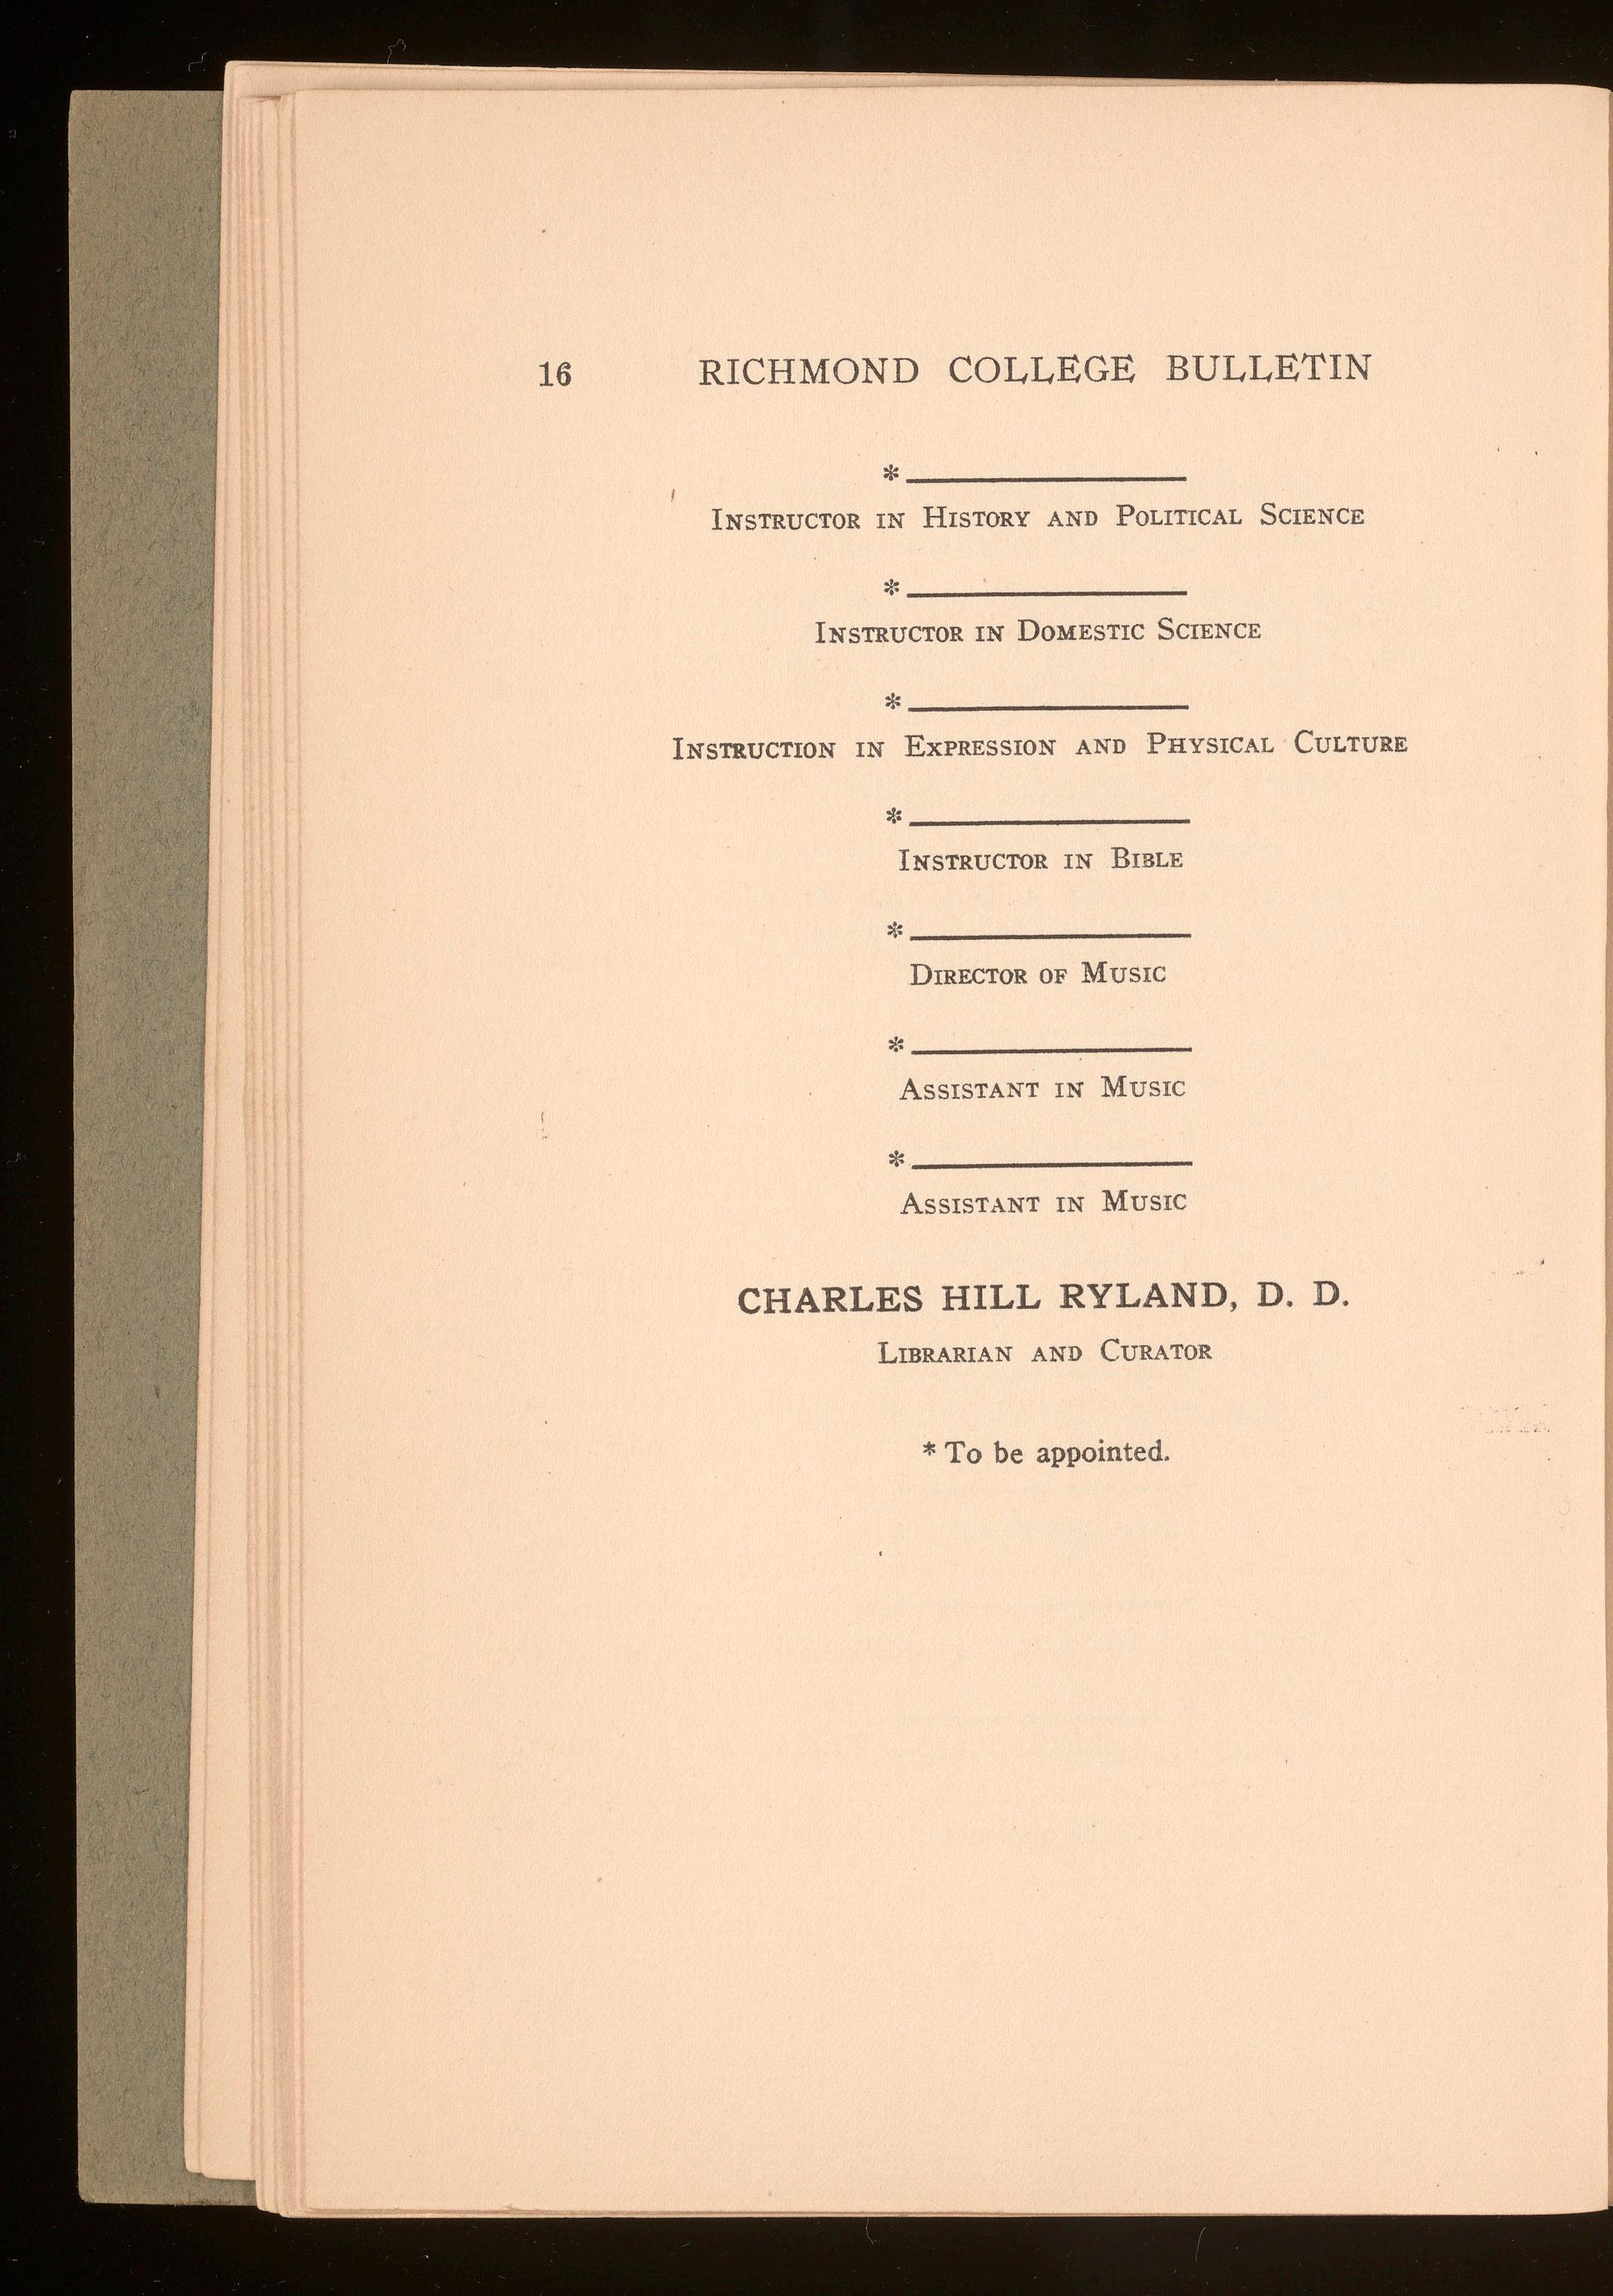 16 RICHMOND COLLEGE BULLETIN
*
Instructor in History and Political Science
*
Instructor in Domestic Science
*
Instruction in Expression and Physical Culture
*
Instructor in Bible
*
Director of Music
*
Assistant in Music
*
Assistant in Music
CHARLES HILL RYLAND, D. D.
Librarian and Curator
* To be appointed.